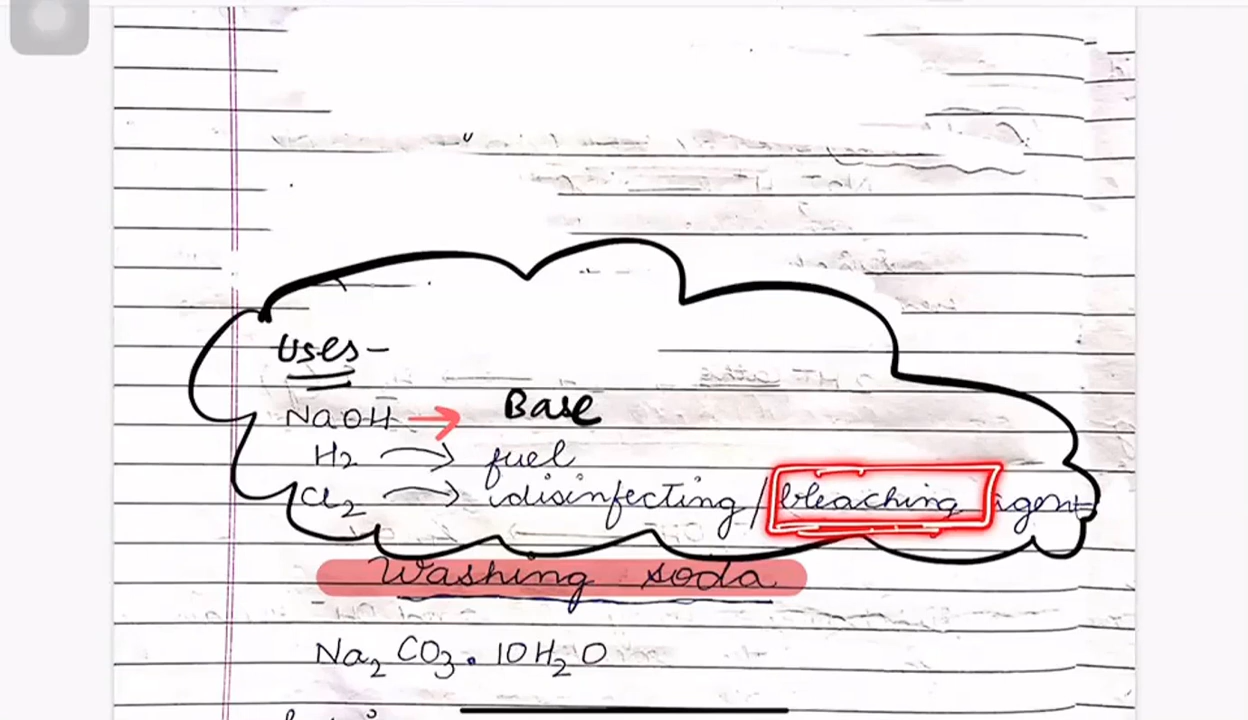 Uses-
NaOH → Base
H₂ → fuel
Cl₂ → disinfecting / bleaching agent
Washing soda
Na₂CO₃.10H₂O